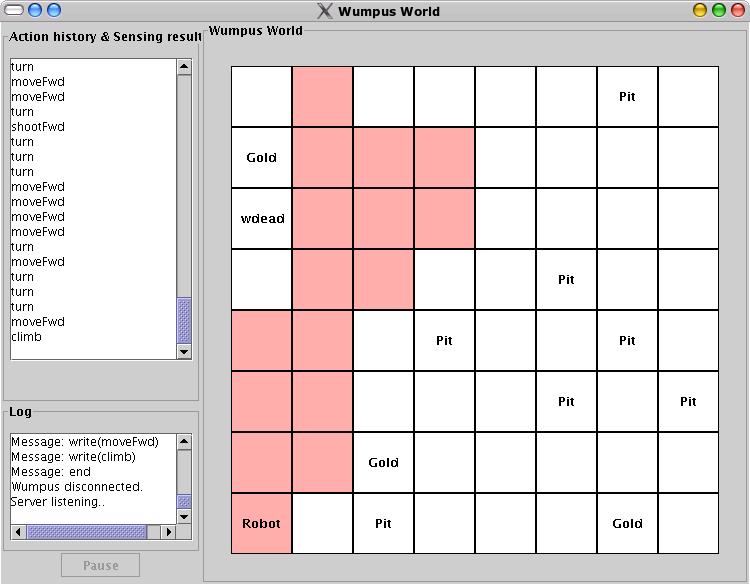 Wumpus World
Action history & Sensing result
turn
moveFwd
moveFwd
turn
shootFwd
turn
turn
turn
moveFwd
moveFwd
moveFwd
moveFwd
turn
moveFwd
turn
turn
turn
moveFwd
climb
Log
Message: write(moveFwd)
Message: write(climb)
Message: end
Wumpus disconnected.
Server listening..
Pause
Wumpus World
Pit
Gold
wdead
Pit
Pit Pit
Pit Pit
Gold
Robot Pit Gold